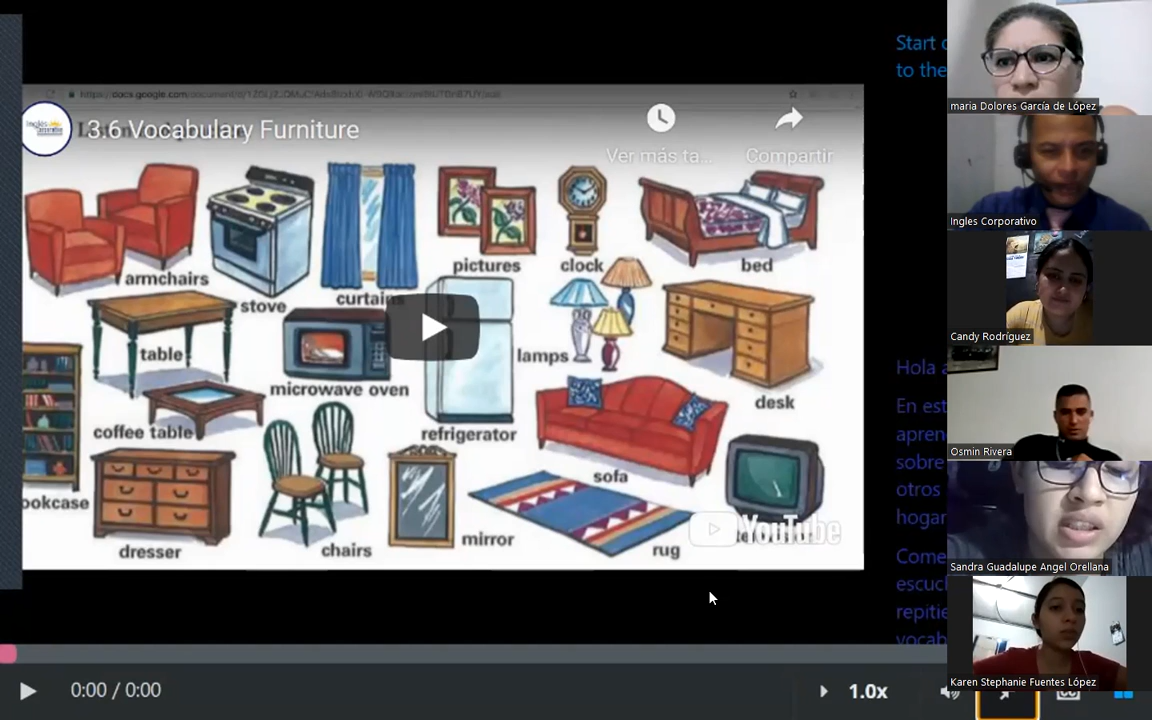 Start
to the
3.6 Vocabulary Furniture
Ver más ta...
Compartir
armchairs
stove
curtains
pictures
clock
bed
table
microwave oven
refrigerator
lamps
desk
coffee table
sofa
ookcase
dresser
chairs
mirror
rug
YouTube
Hola
En est
apren
sobre
otros
hogar
Come
escuc
repitie
vocab
0:00 / 0:00
1.0x
CC
maria Dolores García de López
Ingles Corporativo
Candy Rodríguez
Osmin Rivera
Sandra Guadalupe Angel Orellana
Karen Stephanie Fuentes López